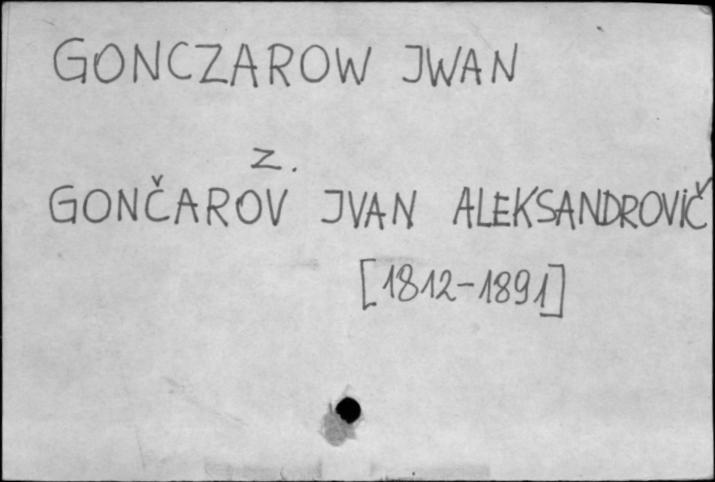 GONCZAROW JWAN
z.
GONČAROV JVAN ALEKSANDROVIČ
[1812-1891]